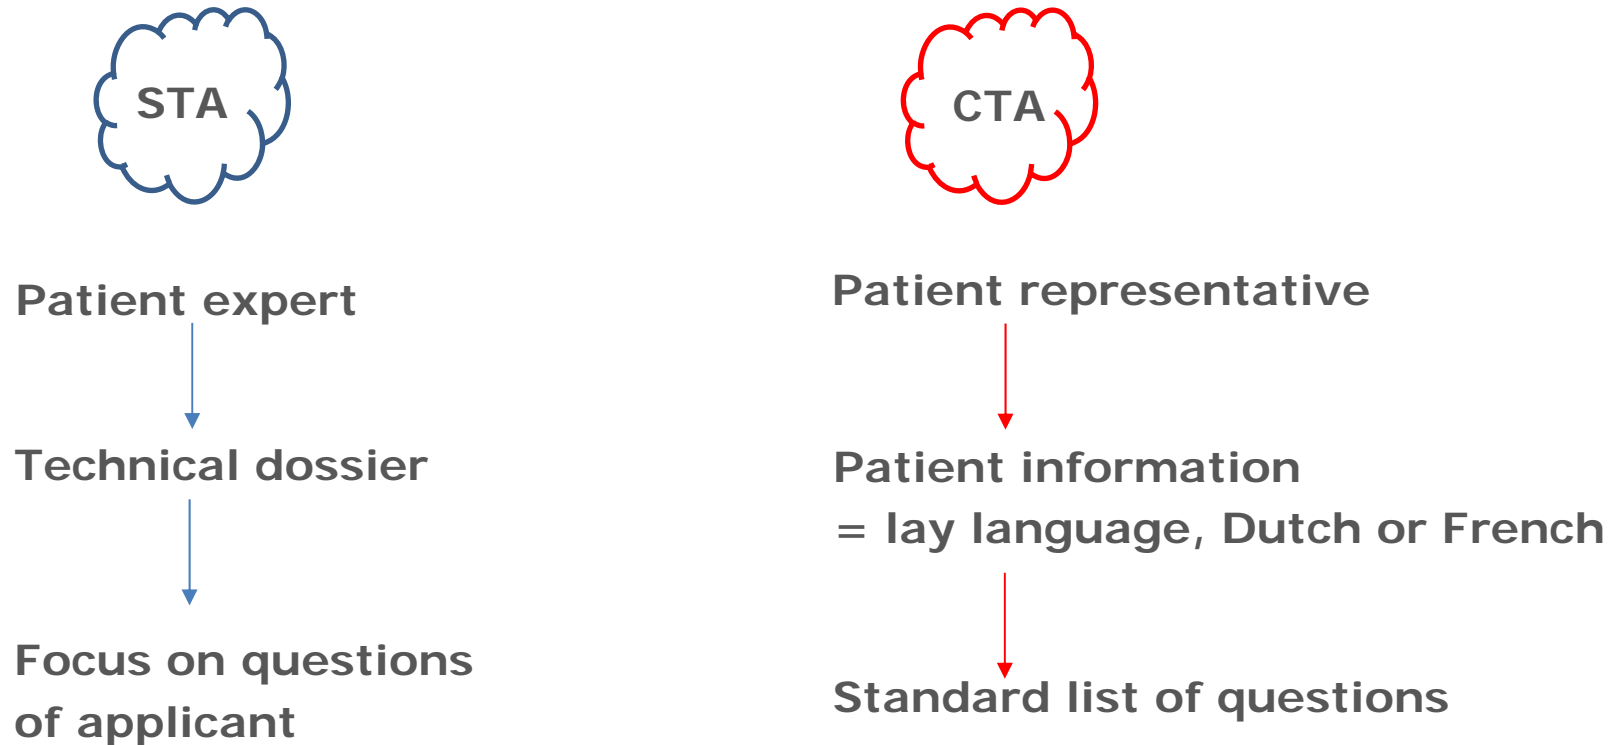 STA
Patient expert
Technical dossier
Focus on questions
of applicant
CTA
Patient representative
Patient information
= lay language, Dutch or French
Standard list of questions